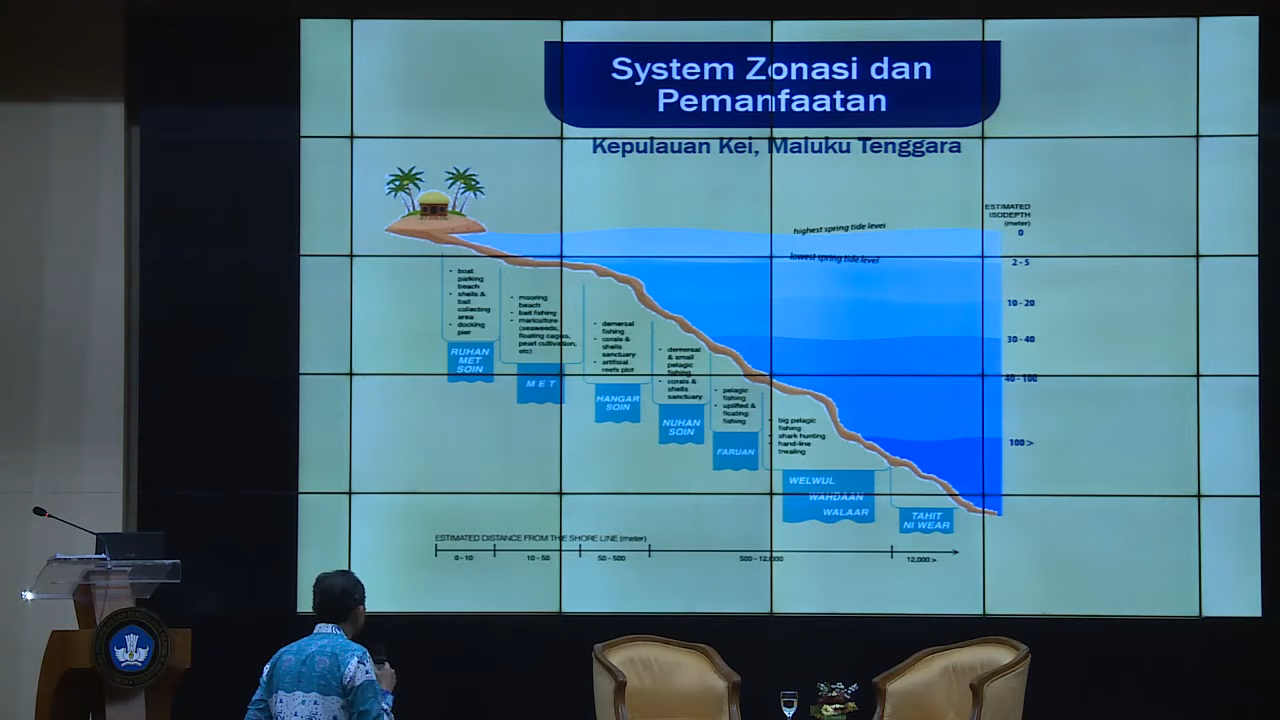 System Zonasi dan
Pemanfaatan
Kepulauan Kei, Maluku Tenggara
ESTIMATED
ISODEPTH
(meter)
0
highest spring tide level
lowest spring tide level
2 - 5
10 - 20
30 - 40
40 - 100
100 >
• boat
parking
beach
• shells &
bait
collecting
area
• docking
pier
RUHAN
MET
SOIN
• mooring
beach
• bait fishing
• mariculture
(seaweeds,
floating cages,
pearl cultivation,
etc)
M E T
• demersal
fishing
• corals &
shells
sanctuary
• artifisial
reefs plot
HANGAR
SOIN
• demersal
& small
pelagic
fishing
• corals &
shells
sanctuary
NUHAN
SOIN
• pelagic
fishing
• uplifted &
floating
fishing
FARUAN
• big pelagic
fishing
• shark hunting
• hand-line
trwaling
WELWUL
WAHDAAN
WALAAR
TAHIT
NI WEAR
ESTIMATED DISTANCE FROM THE SHORE LINE (meter)
0 - 10
10 - 50
50 - 500
500 - 12,000
12,000 >